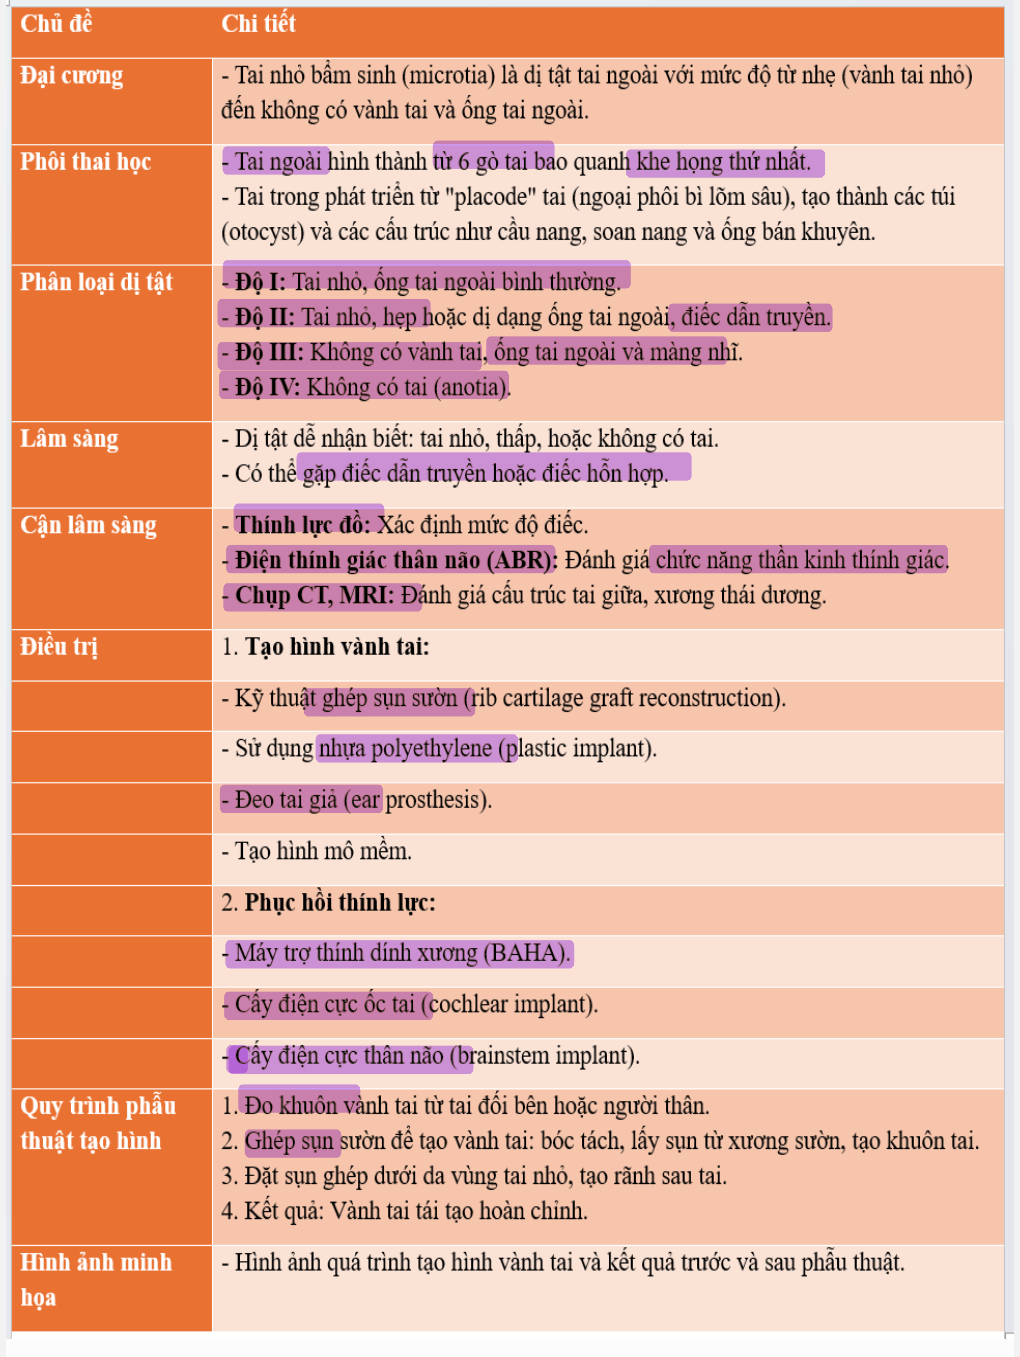 Chủ đề
Chi tiết
Đại cương
- Tai nhỏ bẩm sinh (microtia) là dị tật tai ngoài với mức độ từ nhẹ (vành tai nhỏ)
đến không có vành tai và ống tai ngoài.
Phôi thai học
- Tai ngoài hình thành từ 6 gò tai bao quanh khe họng thứ nhất.
- Tai trong phát triển từ "placode" tai (ngoại phôi bì lõm sâu), tạo thành các túi
(otocyst) và các cấu trúc như cầu nang, soan nang và ống bán khuyên.
Phân loại dị tật
- Độ I: Tai nhỏ, ống tai ngoài bình thường.
- Độ II: Tai nhỏ, hẹp hoặc dị dạng ống tai ngoài, điếc dẫn truyền.
- Độ III: Không có vành tai, ống tai ngoài và màng nhĩ.
- Độ IV: Không có tai (anotia).
Lâm sàng
- Dị tật dễ nhận biết: tai nhỏ, thấp, hoặc không có tai.
- Có thể gặp điếc dẫn truyền hoặc điếc hỗn hợp.
Cận lâm sàng
- Thính lực đồ: Xác định mức độ điếc.
- Điện thính giác thân não (ABR): Đánh giá chức năng thần kinh thính giác.
- Chụp CT, MRI: Đánh giá cấu trúc tai giữa, xương thái dương.
Điều trị
1. Tạo hình vành tai:
- Kỹ thuật ghép sụn sườn (rib cartilage graft reconstruction).
- Sử dụng nhựa polyethylene (plastic implant).
- Đeo tai giả (ear prosthesis).
- Tạo hình mô mềm.
2. Phục hồi thính lực:
- Máy trợ thính dính xương (BAHA).
- Cấy điện cực ốc tai (cochlear implant).
- Cấy điện cực thân não (brainstem implant).
Quy trình phẫu
thuật tạo hình
1. Đo khuôn vành tai từ tai đối bên hoặc người thân.
2. Ghép sụn sườn để tạo vành tai: bóc tách, lấy sụn từ xương sườn, tạo khuôn tai.
3. Đặt sụn ghép dưới da vùng tai nhỏ, tạo rãnh sau tai.
4. Kết quả: Vành tai tái tạo hoàn chỉnh.
Hình ảnh minh
họa
- Hình ảnh quá trình tạo hình vành tai và kết quả trước và sau phẫu thuật.